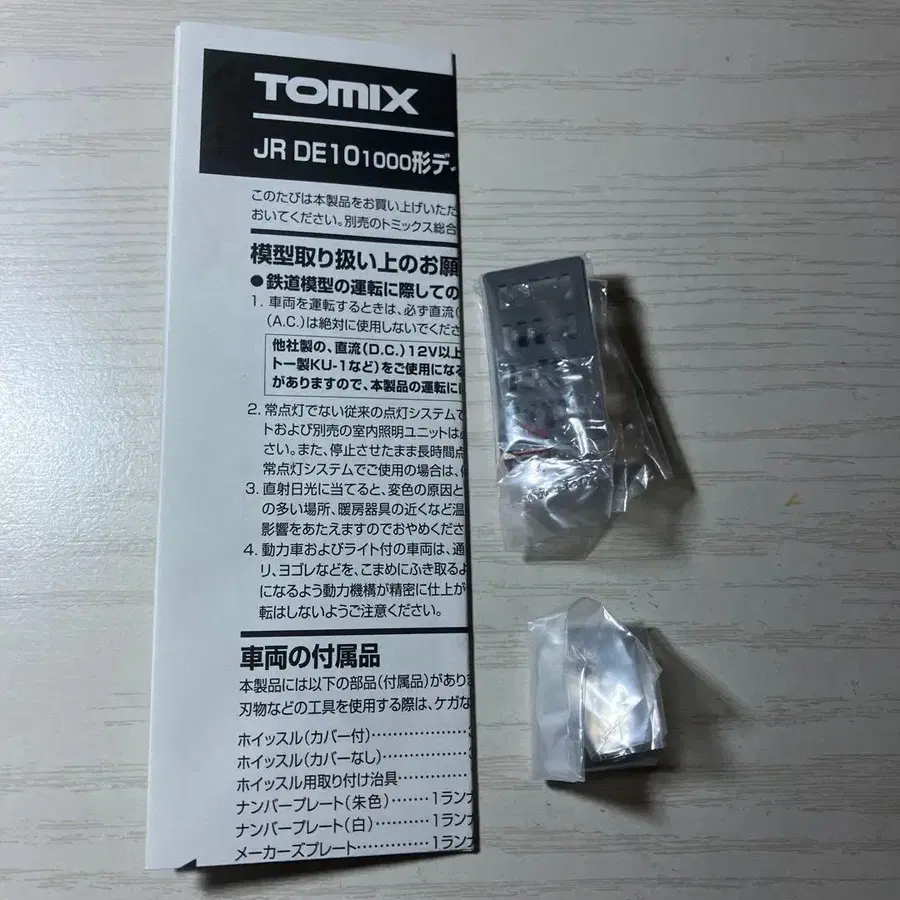 TOMIX
JR DE10 1000形ディ
このたびは本製品をお買い上げいただ
おいてください。別売のトミックス総合
模型取り扱い上のお願
●鉄道模型の運転に際しての
1. 車両を運転するときは、必ず直流(
(A.C.)は絶対に使用しないでくださ
他社製の、直流(D.C.)12V以上
トー製KU-1など)をご使用になる
がありますので、本製品の運転には
2. 常点灯でない従来の点灯システムで
トおよび別売の室内照明ユニットは
さい。また、停止させたまま長時間点
常点灯システムでご使用の場合は、
3. 直射日光に当てると、変色の原因と
の多い場所、暖房器具の近くなど温
影響をあたえますのでおやめくださ
4. 動力車およびライト付の車両は、通
リ、ヨゴレなどを、こまめにふき取るよ
になるよう動力機構が精密に仕上が
転はしないようご注意ください。
車両の付属品
本製品には以下の部品(付属品)があり
刃物などの工具を使用する際は、ケガな
ホイッスル(カバー付)
ホイッスル(カバーなし)
ホイッスル用取り付け治具
ナンバープレート(朱色)……1ランナ
ナンバープレート(白)……1ランナ
メーカーズプレート……1ランナ